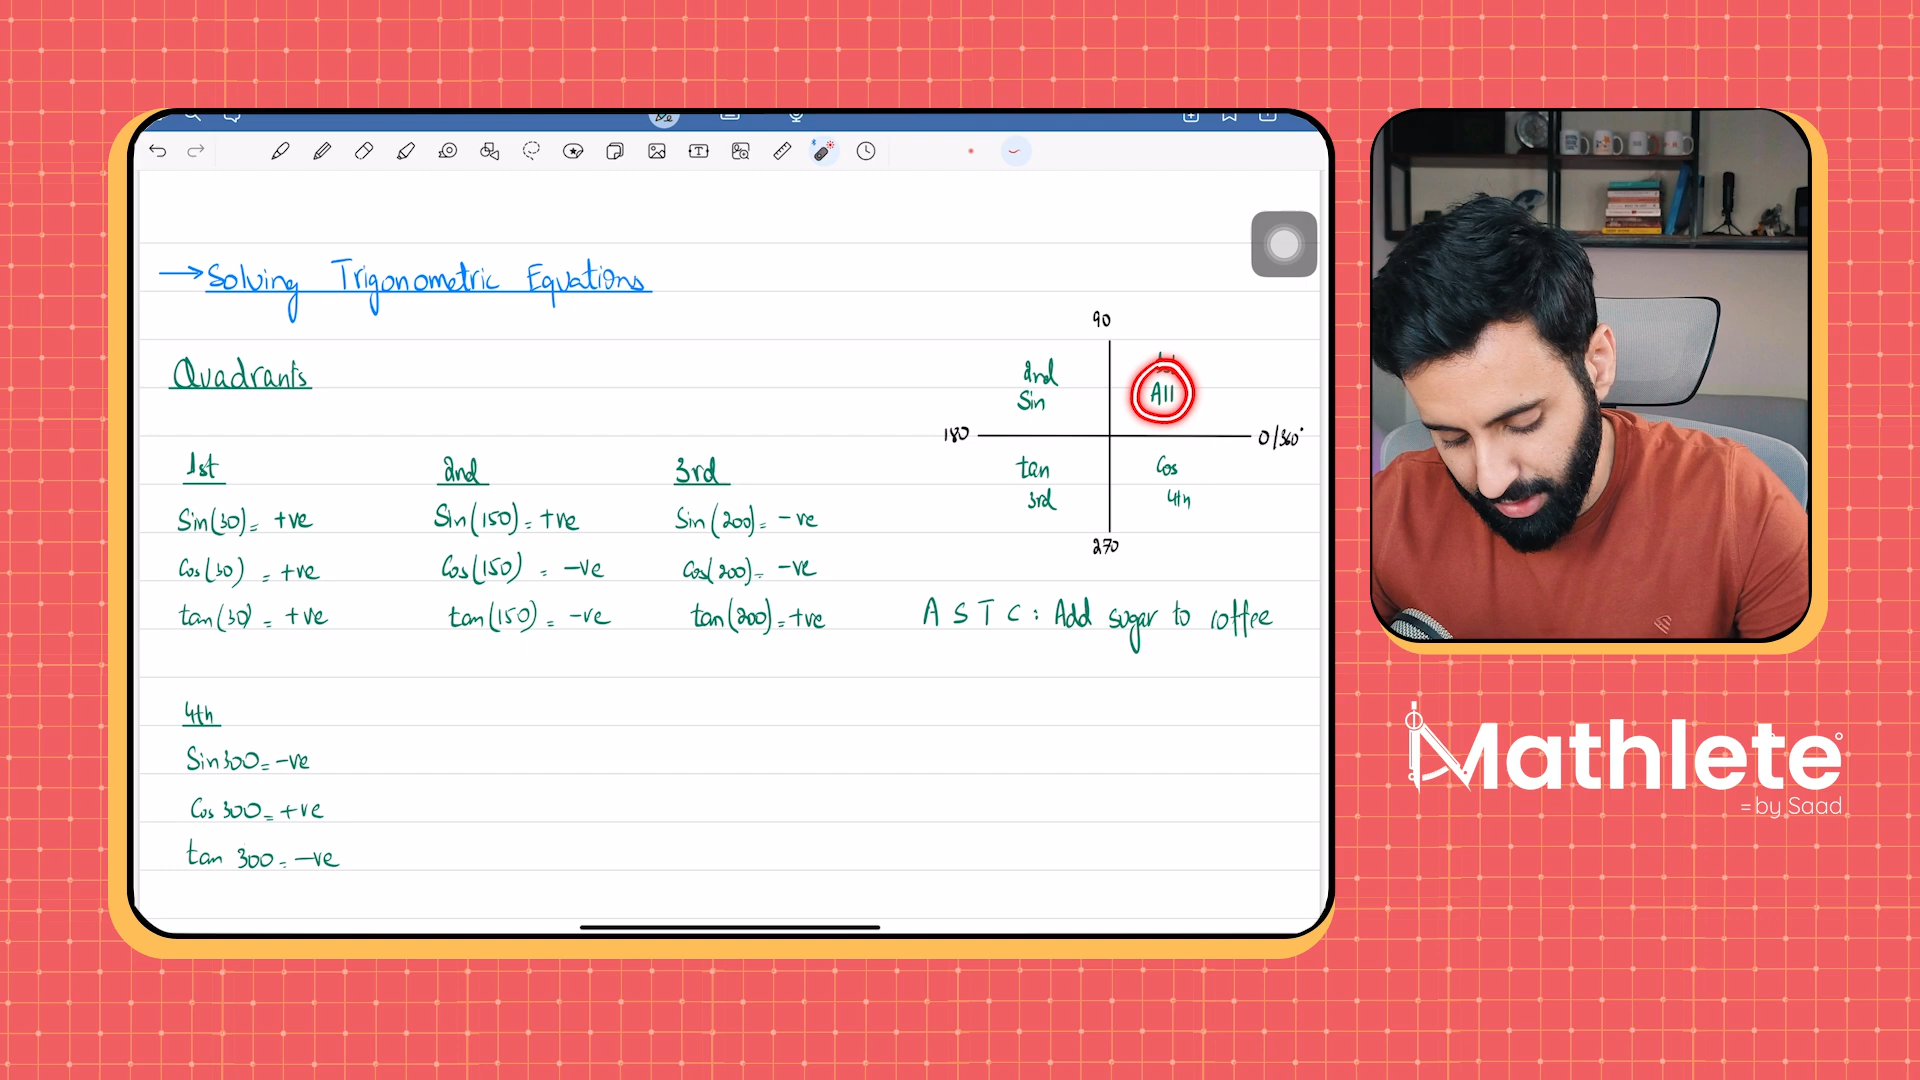 → Solving Trigonometric Equations
Quadrants
90
2nd
Sin
All
180
0/360°
tan
3rd
Cos
4th
270
1st
Sin(30) = +ve
Cos(30) = +ve
tan(30) = +ve
2nd
Sin(150) = +ve
Cos(150) = -ve
tan(150) = -ve
3rd
Sin(200) = -ve
Cos(200) = -ve
tan(200) = +ve
A S T C : Add sugar to coffee
4th
Sin300 = -ve
Cos 300 = +ve
tan 300 = -ve
Mathlete°
= by Saad